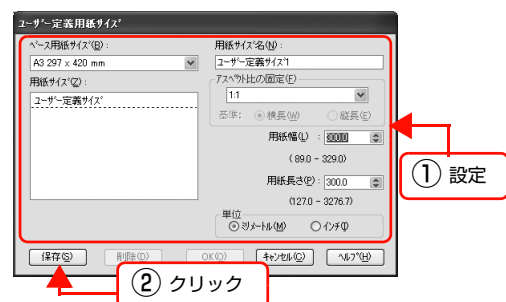 ユーザー定義用紙サイズ
ベース用紙サイズ(B) :
A3 297 x 420 mm
用紙サイズ(Z) :
ユーザー定義サイズ
用紙サイズ名(N) :
ユーザー定義サイズ1
アスペクト比の固定(F)
1:1
基準: 横長(W) 縦長(E)
用紙幅(L) : 300.0
(89.0 - 329.0)
用紙長さ(P) : 300.0
(127.0 - 3276.7)
単位
ミリメートル(M) インチ(I)
保存(S) 削除(D) OK(O) キャンセル(C) ヘルプ(H)
① 設定
② クリック